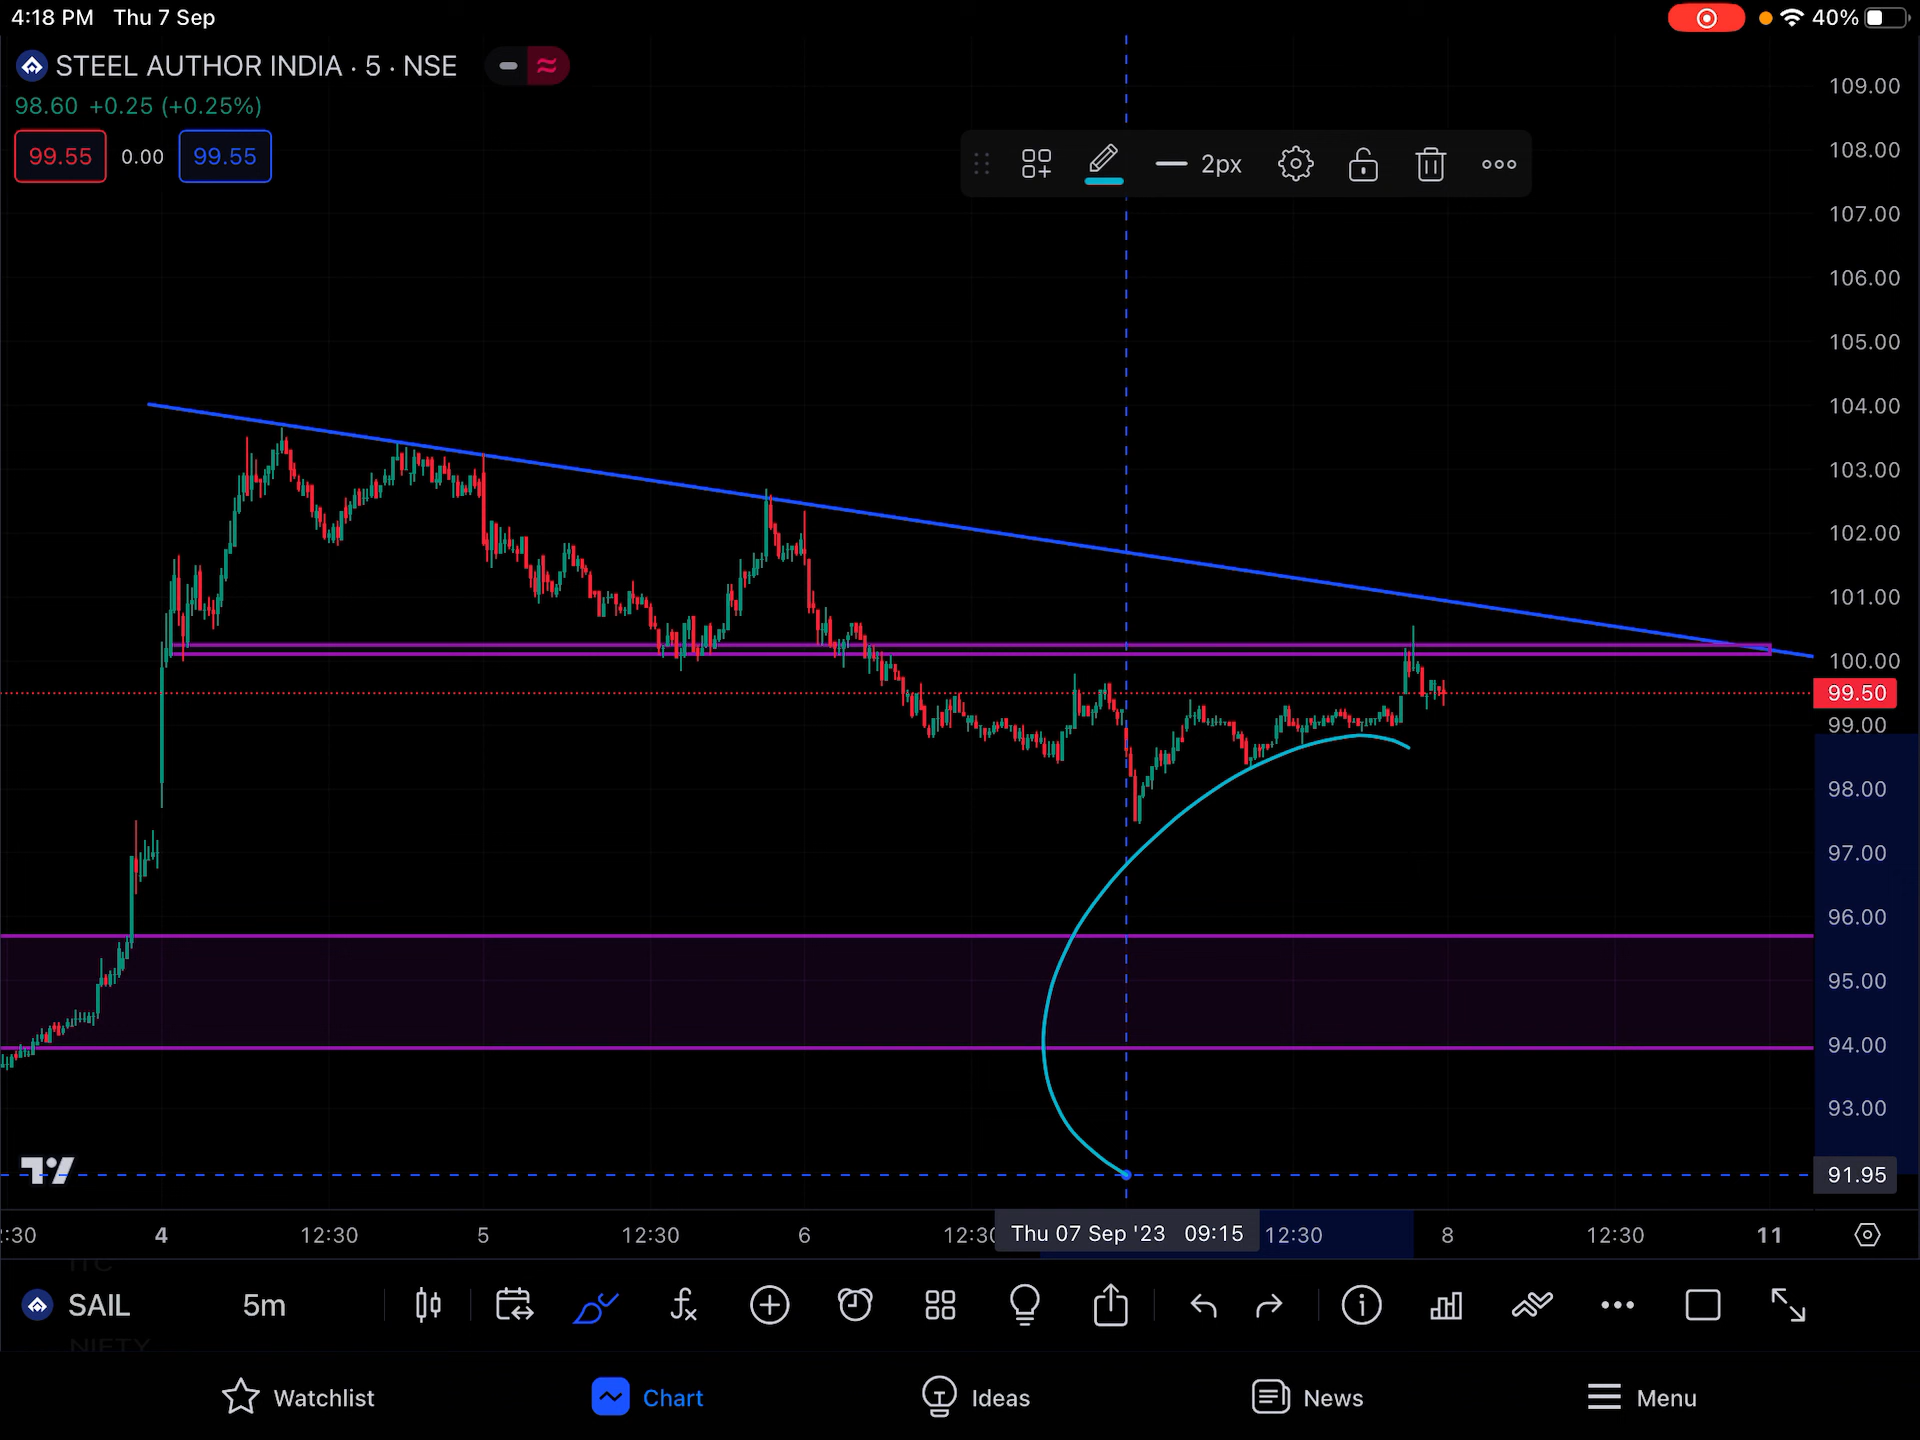 4:18 PM Thu 7 Sep
40%
STEEL AUTHOR INDIA · 5 · NSE
98.60 +0.25 (+0.25%)
99.55 0.00 99.55
2px
109.00
108.00
107.00
106.00
105.00
104.00
103.00
102.00
101.00
100.00
99.50
99.00
98.00
97.00
96.00
95.00
94.00
93.00
91.95
:30 4 12:30 5 12:30 6 12:30 Thu 07 Sep '23 09:15 12:30 8 12:30 11
ITC
SAIL 5m
NIFTY
Watchlist Chart Ideas News Menu